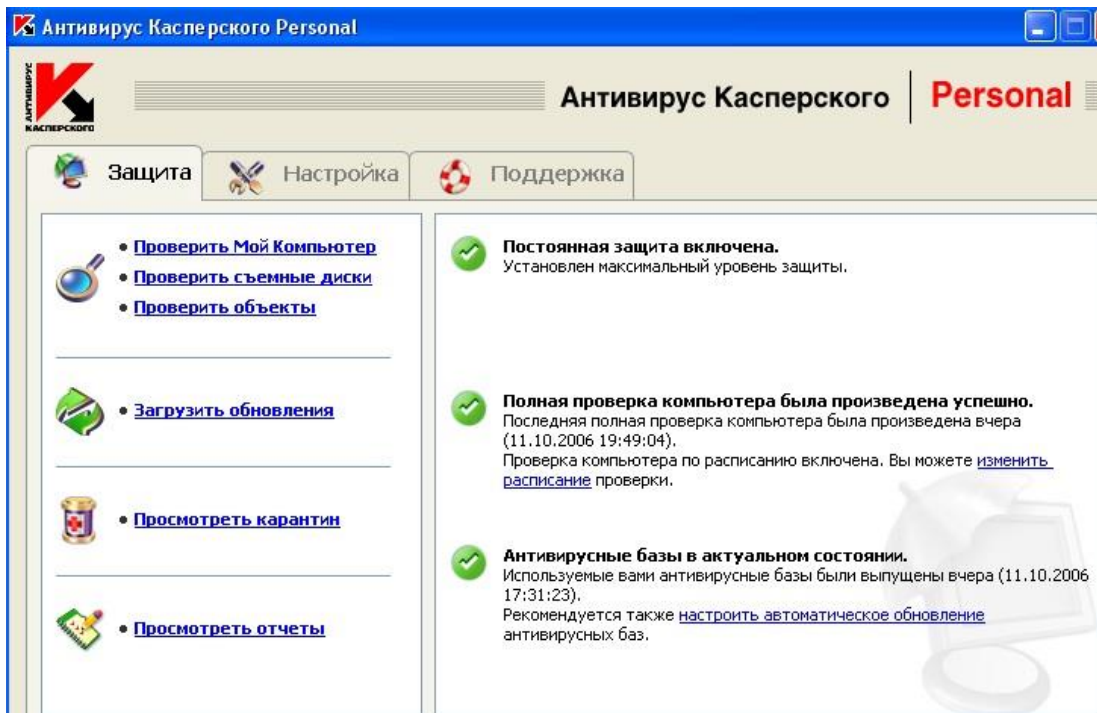 Антивирус Касперского Personal
АНТИВИРУС
КАСПЕРСКОГО
Антивирус Касперского Personal
Защита Настройка Поддержка
• Проверить Мой Компьютер
• Проверить съемные диски
• Проверить объекты
• Загрузить обновления
• Просмотреть карантин
• Просмотреть отчеты
Постоянная защита включена.
Установлен максимальный уровень защиты.
Полная проверка компьютера была произведена успешно.
Последняя полная проверка компьютера была произведена вчера
(11.10.2006 19:49:04).
Проверка компьютера по расписанию включена. Вы можете изменить
расписание проверки.
Антивирусные базы в актуальном состоянии.
Используемые вами антивирусные базы были выпущены вчера (11.10.2006
17:31:23).
Рекомендуется также настроить автоматическое обновление
антивирусных баз.